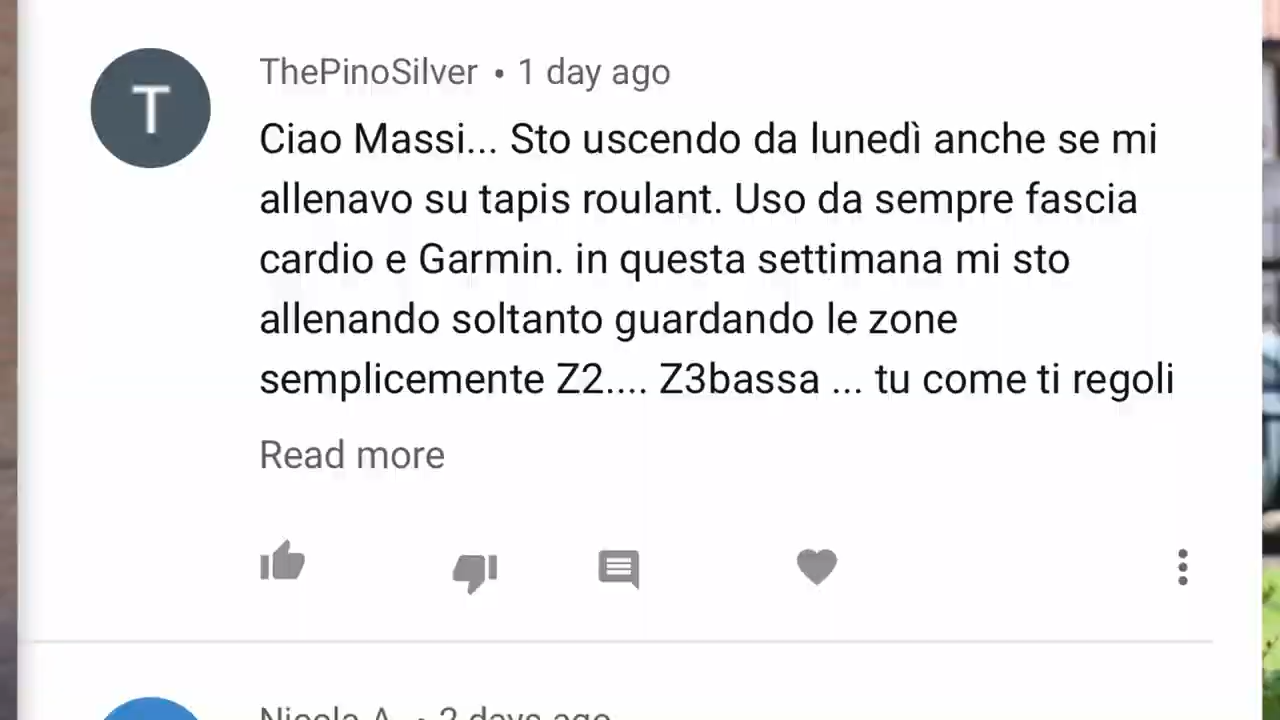 T
ThePinoSilver • 1 day ago
Ciao Massi... Sto uscendo da lunedì anche se mi
allenavo su tapis roulant. Uso da sempre fascia
cardio e Garmin. in questa settimana mi sto
allenando soltanto guardando le zone
semplicemente Z2.... Z3bassa ... tu come ti regoli
Read more
Nicola A. • 2 days ago